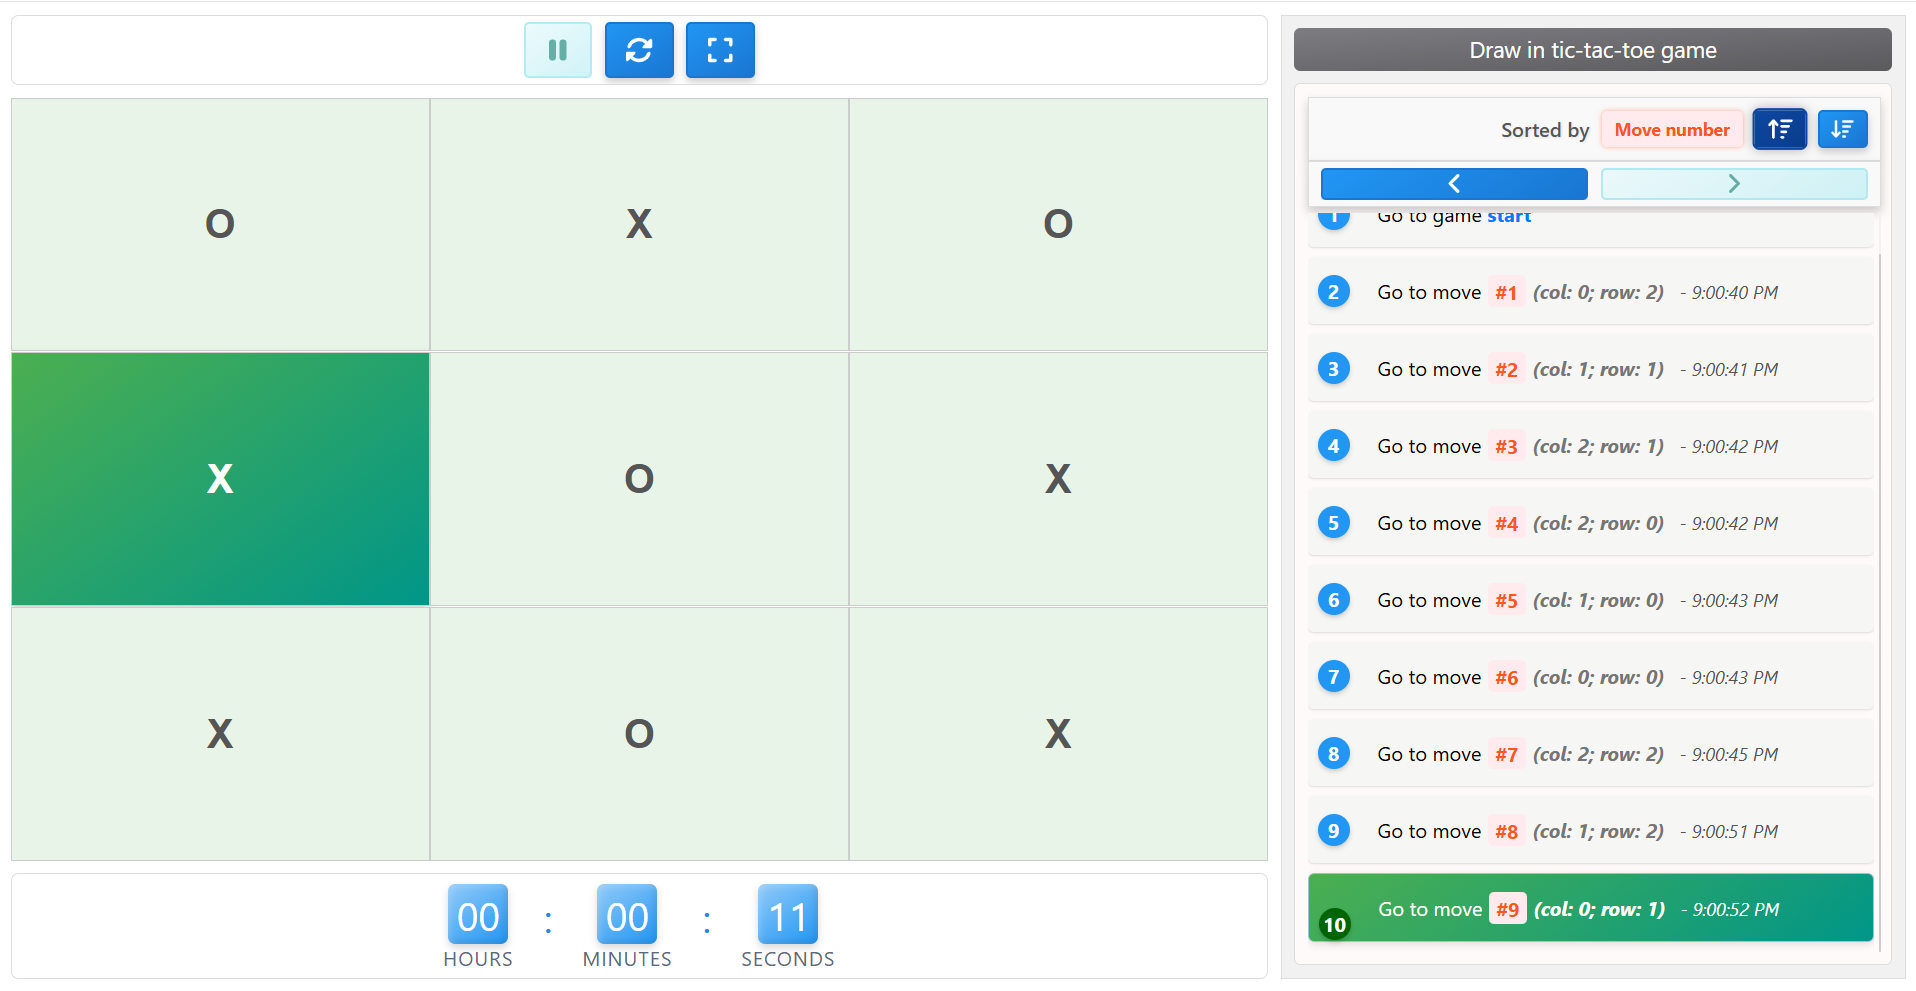 O X O
X O X
X O X
00 : 00 : 11
HOURS MINUTES SECONDS
Draw in tic-tac-toe game
Sorted by Move number
1 Go to game start
2 Go to move #1 (col: 0; row: 2) - 9:00:40 PM
3 Go to move #2 (col: 1; row: 1) - 9:00:41 PM
4 Go to move #3 (col: 2; row: 1) - 9:00:42 PM
5 Go to move #4 (col: 2; row: 0) - 9:00:42 PM
6 Go to move #5 (col: 1; row: 0) - 9:00:43 PM
7 Go to move #6 (col: 0; row: 0) - 9:00:43 PM
8 Go to move #7 (col: 2; row: 2) - 9:00:45 PM
9 Go to move #8 (col: 1; row: 2) - 9:00:51 PM
10 Go to move #9 (col: 0; row: 1) - 9:00:52 PM